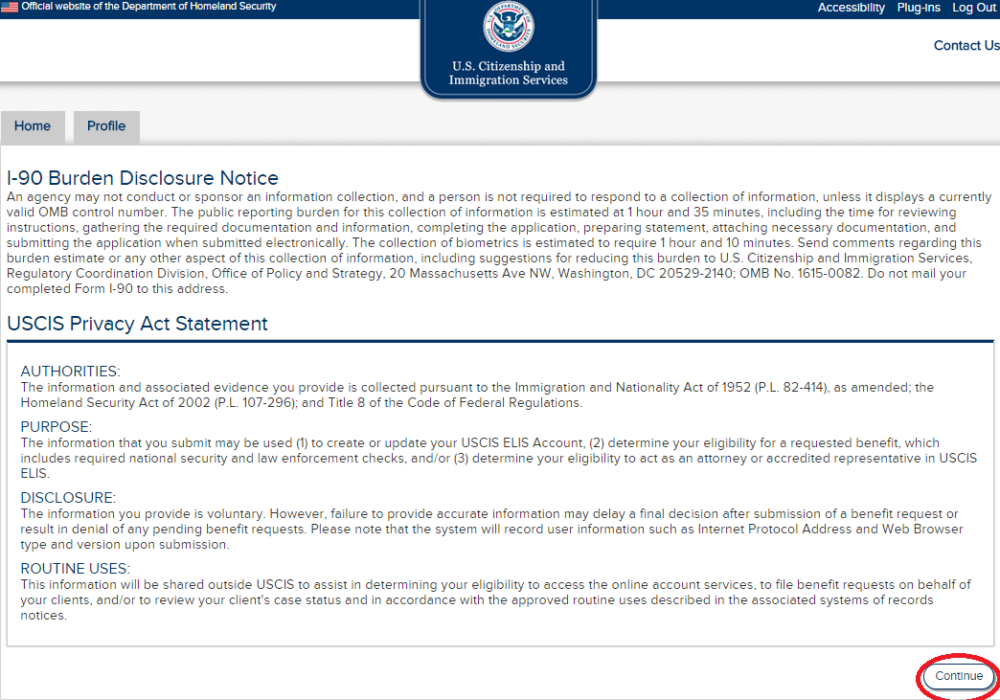 Official website of the Department of Homeland Security
Accessibility Plug-Ins Log Out
U.S. Citizenship and
Immigration Services
Contact Us
Home Profile
I-90 Burden Disclosure Notice
An agency may not conduct or sponsor an information collection, and a person is not required to respond to a collection of information, unless it displays a currently
valid OMB control number. The public reporting burden for this collection of information is estimated at 1 hour and 35 minutes, including the time for reviewing
instructions, gathering the required documentation and information, completing the application, preparing statement, attaching necessary documentation, and
submitting the application when submitted electronically. The collection of biometrics is estimated to require 1 hour and 10 minutes. Send comments regarding this
burden estimate or any other aspect of this collection of information, including suggestions for reducing this burden to U.S. Citizenship and Immigration Services,
Regulatory Coordination Division, Office of Policy and Strategy, 20 Massachusetts Ave NW, Washington, DC 20529-2140; OMB No. 1615-0082. Do not mail your
completed Form I-90 to this address.
USCIS Privacy Act Statement
AUTHORITIES:
The information and associated evidence you provide is collected pursuant to the Immigration and Nationality Act of 1952 (P.L. 82-414), as amended; the
Homeland Security Act of 2002 (P.L. 107-296); and Title 8 of the Code of Federal Regulations.
PURPOSE:
The information that you submit may be used (1) to create or update your USCIS ELIS Account, (2) determine your eligibility for a requested benefit, which
includes required national security and law enforcement checks, and/or (3) determine your eligibility to act as an attorney or accredited representative in USCIS
ELIS.
DISCLOSURE:
The information you provide is voluntary. However, failure to provide accurate information may delay a final decision after submission of a benefit request or
result in denial of any pending benefit requests. Please note that the system will record user information such as Internet Protocol Address and Web Browser
type and version upon submission.
ROUTINE USES:
This information will be shared outside USCIS to assist in determining your eligibility to access the online account services, to file benefit requests on behalf of
your clients, and/or to review your client's case status and in accordance with the approved routine uses described in the associated systems of records
notices.
Continue